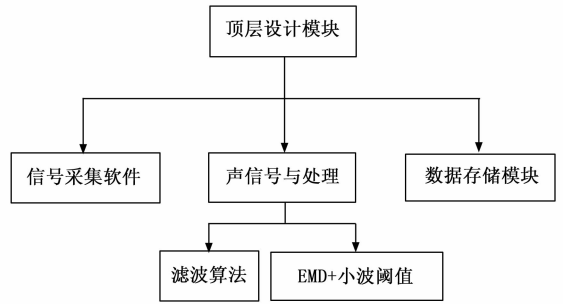 顶层设计模块
信号采集软件
声信号与处理
数据存储模块
滤波算法
EMD+小波阈值